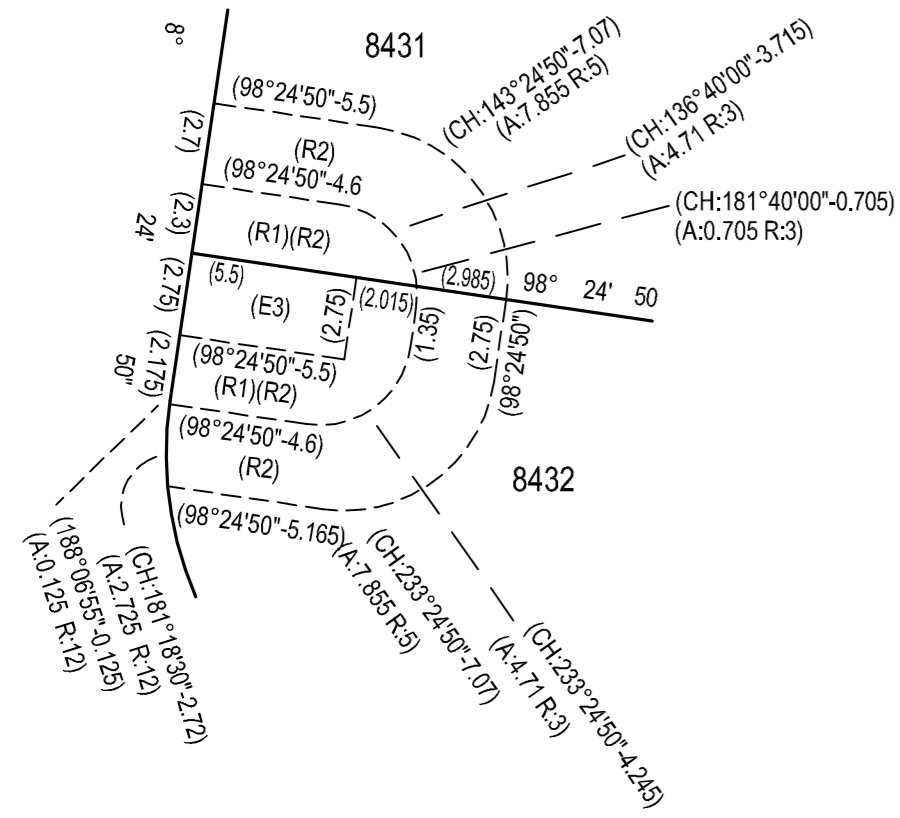 8°
8431
(98°24'50"-5.5)
(CH:143°24'50"-7.07)
(A:7.855 R:5)
(CH:136°40'00"-3.715)
(A:4.71 R:3)
(2.7)
(R2)
(98°24'50"-4.6
(CH:181°40'00"-0.705)
(A:0.705 R:3)
(2.3)
24'
(R1)(R2)
(5.5)
(2.985)
98° 24' 50
(2.75)
(E3)
(2.75)
(2.015)
(1.35)
(2.75)
(98°24'50")
(98°24'50"-5.5)
(2.175)
50"
(R1)(R2)
(98°24'50"-4.6)
(R2)
8432
(98°24'50"-5.165)
(188°06'55"-0.125)
(A:0.125 R:12)
(CH:181°18'30"-2.72)
(A:2.725 R:12)
(CH:233°24'50"-7.07)
(A:7.855 R:5)
(CH:233°24'50"-4.245)
(A:4.71 R:3)